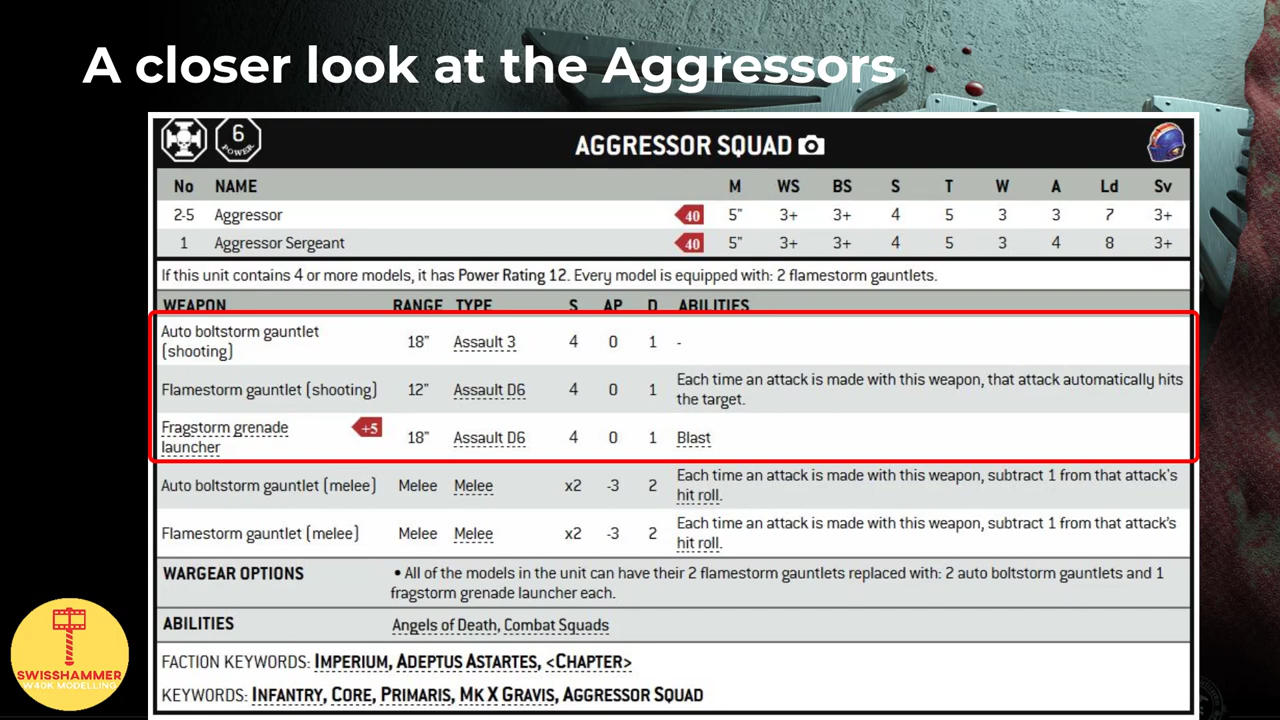 A closer look at the Aggressors
6
POWER
AGGRESSOR SQUAD
No NAME M WS BS S T W A Ld Sv
2-5 Aggressor 40 5" 3+ 3+ 4 5 3 3 7 3+
1 Aggressor Sergeant 40 5" 3+ 3+ 4 5 3 4 8 3+
If this unit contains 4 or more models, it has Power Rating 12. Every model is equipped with: 2 flamestorm gauntlets.
WEAPON RANGE TYPE S AP D ABILITIES
Auto boltstorm gauntlet
(shooting) 18" Assault 3 4 0 1 -
Flamestorm gauntlet (shooting) 12" Assault D6 4 0 1 Each time an attack is made with this weapon, that attack automatically hits
the target.
Fragstorm grenade
launcher +5 18" Assault D6 4 0 1 Blast
Auto boltstorm gauntlet (melee) Melee Melee x2 -3 2 Each time an attack is made with this weapon, subtract 1 from that attack's
hit roll.
Flamestorm gauntlet (melee) Melee Melee x2 -3 2 Each time an attack is made with this weapon, subtract 1 from that attack's
hit roll.
WARGEAR OPTIONS • All of the models in the unit can have their 2 flamestorm gauntlets replaced with: 2 auto boltstorm gauntlets and 1
fragstorm grenade launcher each.
ABILITIES Angels of Death, Combat Squads
FACTION KEYWORDS: IMPERIUM, ADEPTUS ASTARTES, <CHAPTER>
KEYWORDS: INFANTRY, CORE, PRIMARIS, MK X GRAVIS, AGGRESSOR SQUAD
SWISSHAMMER
W40K MODELLING